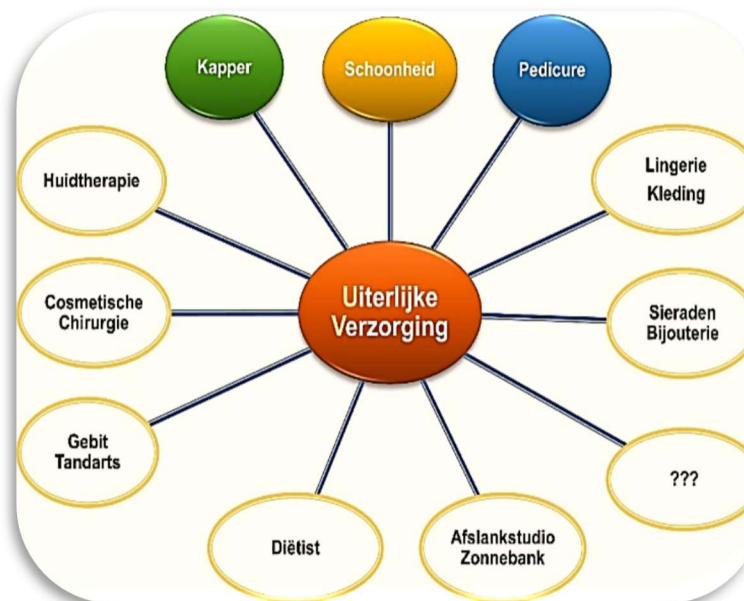 Kapper
Schoonheid
Pedicure
Huidtherapie
Lingerie
Kleding
Uiterlijke
Verzorging
Cosmetische
Chirurgie
Sieraden
Bijouterie
Gebit
Tandarts
???
Diëtist
Afslankstudio
Zonnebank